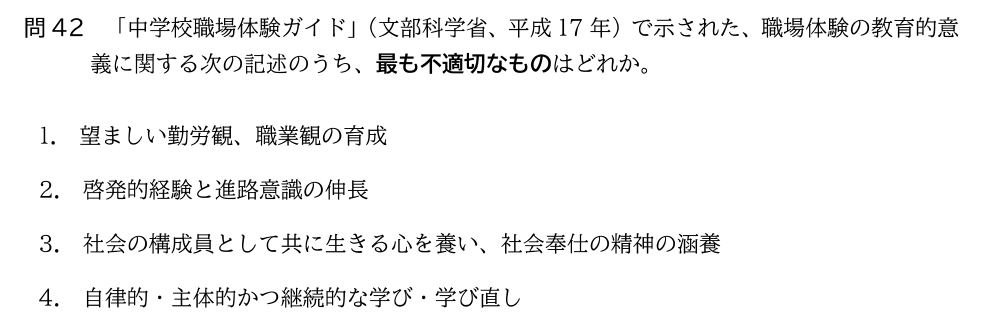 問 42　「中学校職場体験ガイド」（文部科学省、平成 17 年）で示された、職場体験の教育的意
義に関する次の記述のうち、最も不適切なものはどれか。
1.　望ましい勤労観、職業観の育成
2.　啓発的経験と進路意識の伸長
3.　社会の構成員として共に生きる心を養い、社会奉仕の精神の涵養
4.　自律的・主体的かつ継続的な学び・学び直し